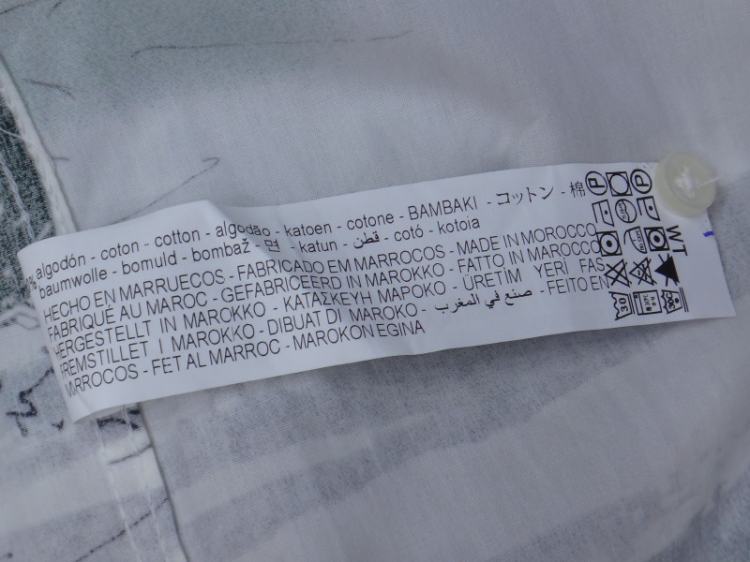 % algodón - coton - cotton - algodão - katoen - cotone - BAMBAKI - コットン - 棉
baumwolle - bomuld - bombaž - 면 - katun - قطن - cotó - kotoia
HECHO EN MARRUECOS - FABRICADO EM MARROCOS - MADE IN MOROCCO
FABRIQUÉ AU MAROC - GEFABRICEERD IN MAROKKO - FATTO IN MAROCCO
HERGESTELLT IN MAROKKO - ΚΑΤΑΣΚΕΥΗ ΜΑΡΟΚΟ - ÜRETİM YERİ FAS
FREMSTILLET I MAROKKO - DIBUAT DI MAROKO - صنع في المغرب - FEITO EN
MARROCOS - FET AL MARROC - MAROKON EGINA
WT
P P
30